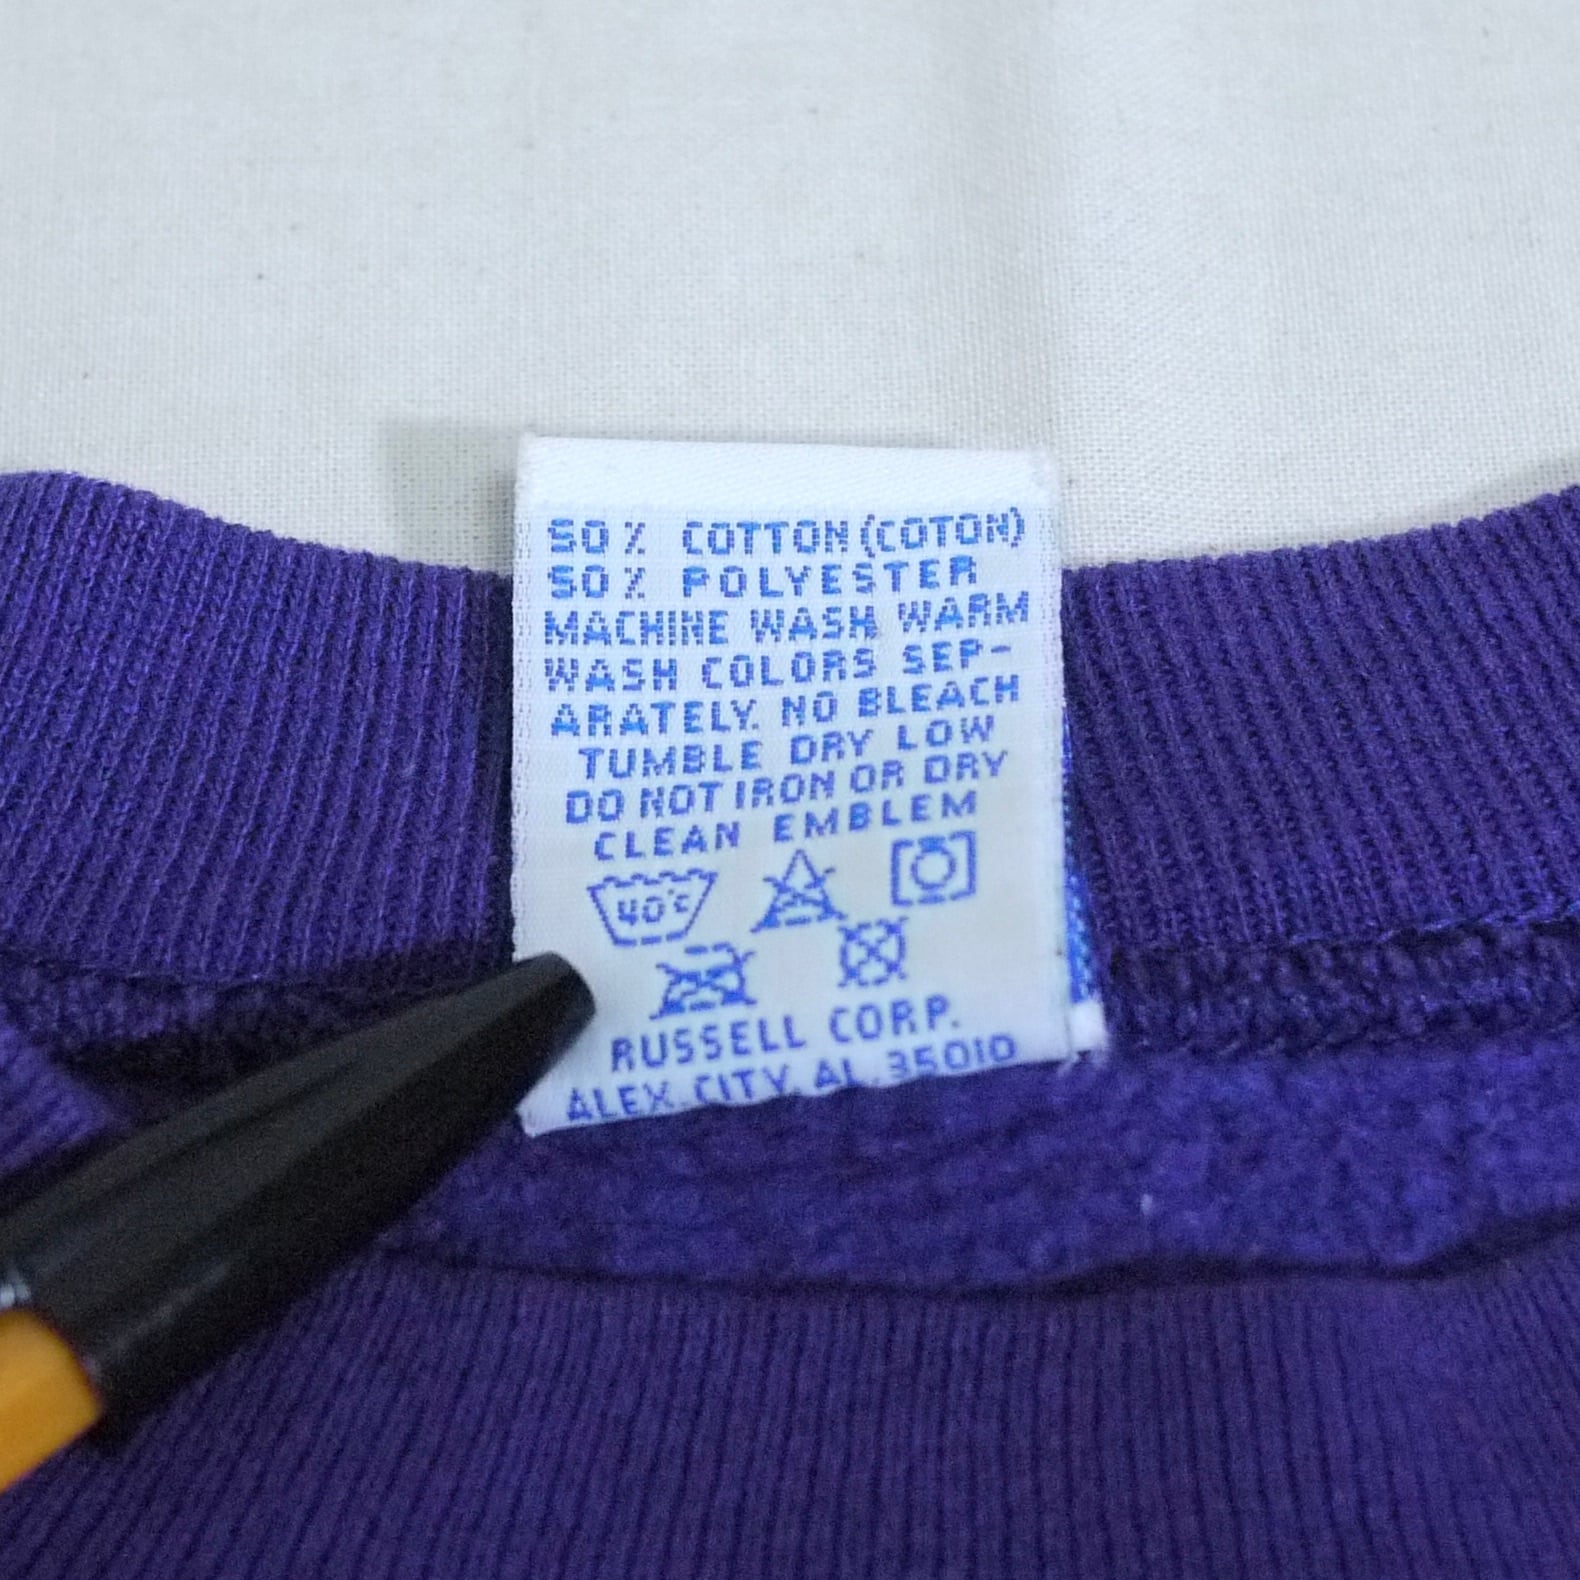 50% COTTON (COTON)
50% POLYESTER
MACHINE WASH WARM
WASH COLORS SEP-
ARATELY. NO BLEACH
TUMBLE DRY LOW
DO NOT IRON OR DRY
CLEAN EMBLEM
40°C
RUSSELL CORP.
ALEX. CITY, AL. 35010